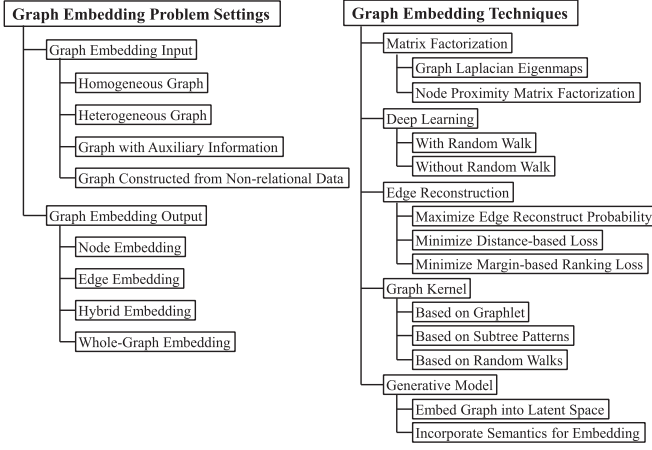 Graph Embedding Problem Settings
Graph Embedding Input
Homogeneous Graph
Heterogeneous Graph
Graph with Auxiliary Information
Graph Constructed from Non-relational Data
Graph Embedding Output
Node Embedding
Edge Embedding
Hybrid Embedding
Whole-Graph Embedding
Graph Embedding Techniques
Matrix Factorization
Graph Laplacian Eigenmaps
Node Proximity Matrix Factorization
Deep Learning
With Random Walk
Without Random Walk
Edge Reconstruction
Maximize Edge Reconstruct Probability
Minimize Distance-based Loss
Minimize Margin-based Ranking Loss
Graph Kernel
Based on Graphlet
Based on Subtree Patterns
Based on Random Walks
Generative Model
Embed Graph into Latent Space
Incorporate Semantics for Embedding